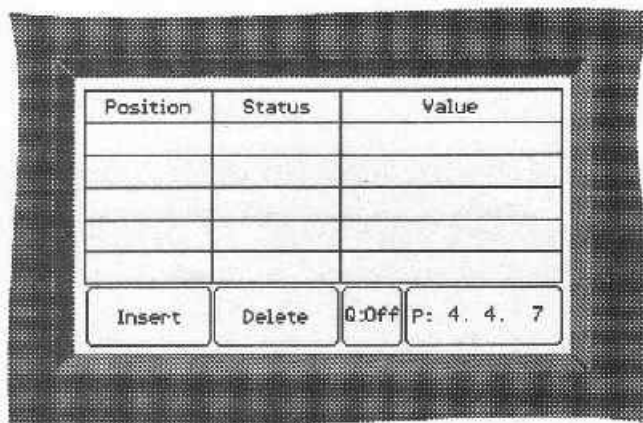 Position Status Value
Insert Delete Q:Off P: 4. 4. 7